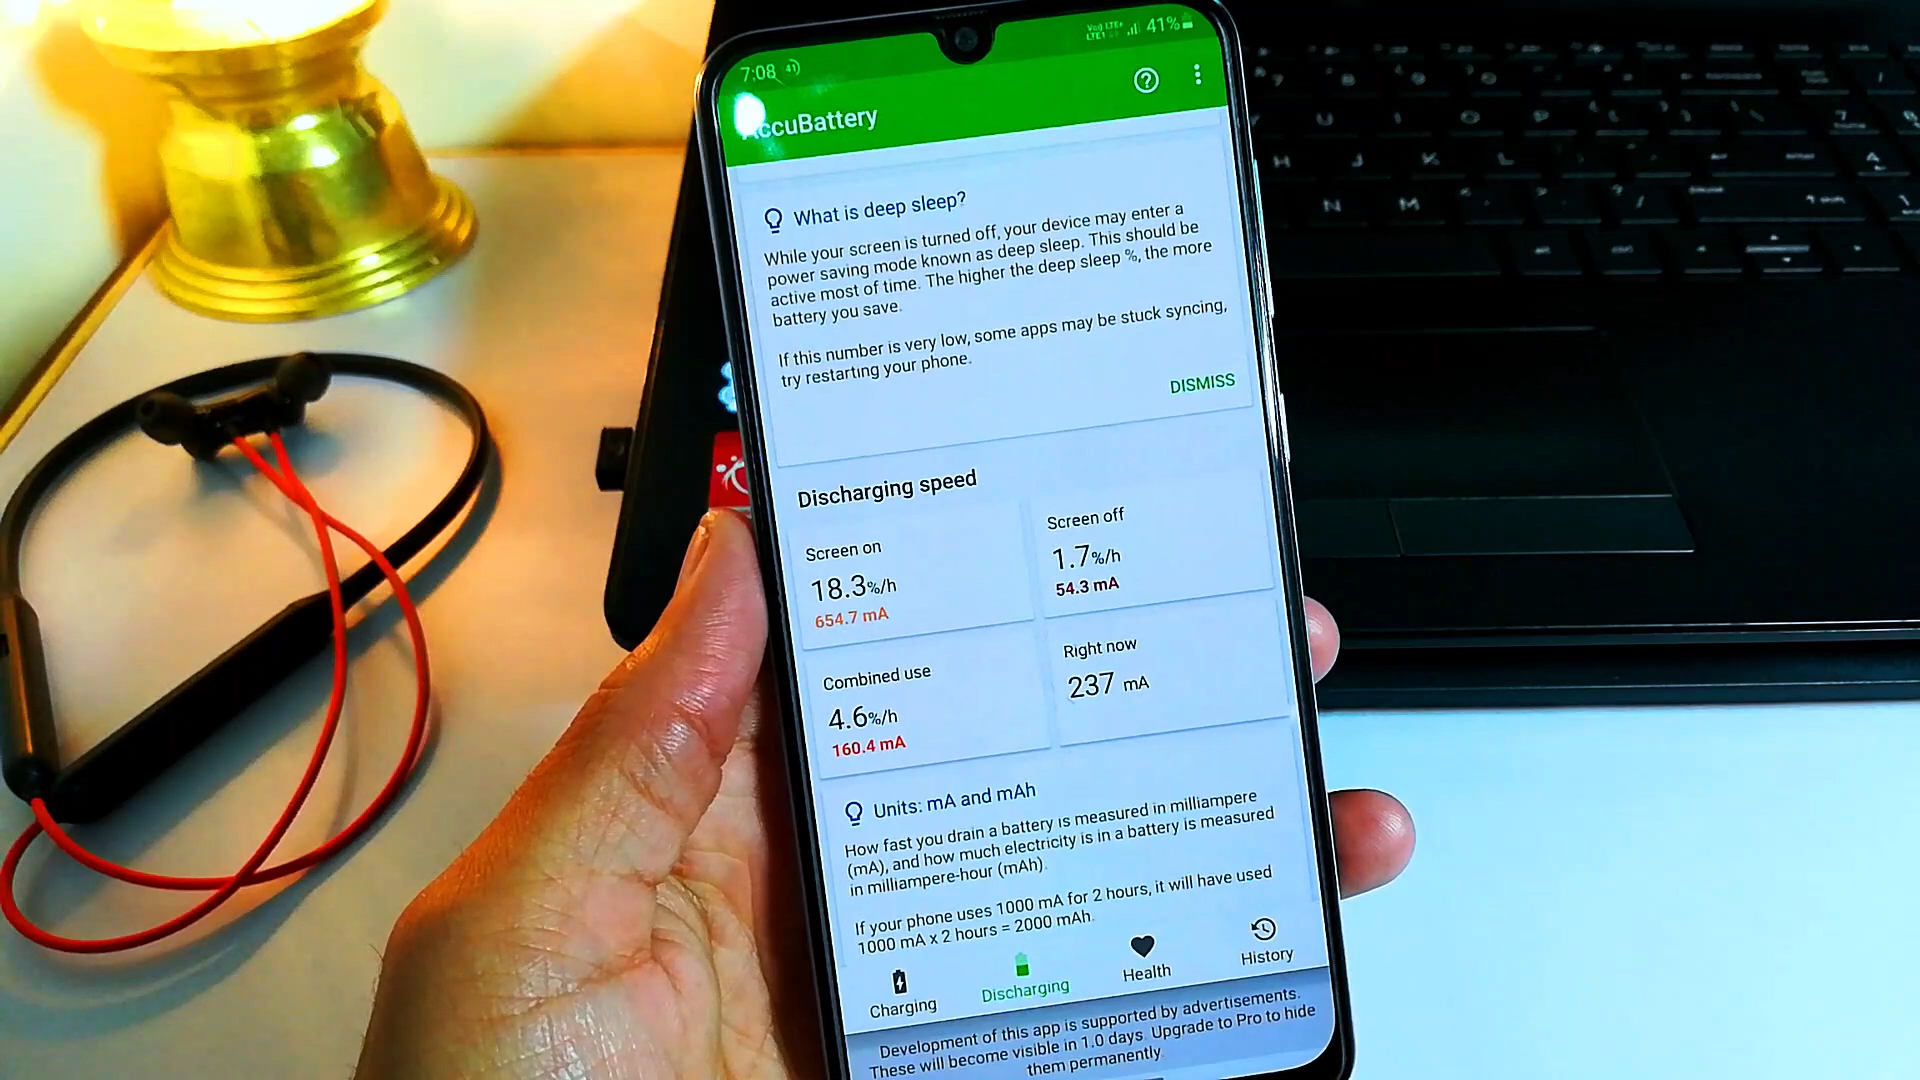 7:08 41
Voo LTE+
LTE1
41%
AccuBattery
What is deep sleep?
While your screen is turned off, your device may enter a
power saving mode known as deep sleep. This should be
active most of time. The higher the deep sleep %, the more
battery you save.
If this number is very low, some apps may be stuck syncing,
try restarting your phone.
DISMISS
Discharging speed
Screen on
18.3%/h
654.7 mA
Screen off
1.7%/h
54.3 mA
Combined use
4.6%/h
160.4 mA
Right now
237 mA
Units: mA and mAh
How fast you drain a battery is measured in milliampere
(mA), and how much electricity is in a battery is measured
in milliampere-hour (mAh).
If your phone uses 1000 mA for 2 hours, it will have used
1000 mA x 2 hours = 2000 mAh.
Charging
Discharging
Health
History
Development of this app is supported by advertisements.
These will become visible in 1.0 days. Upgrade to Pro to hide
them permanently.
U I O P
H J K L
N M